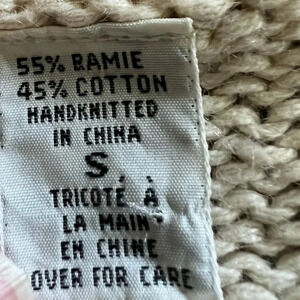 55% RAMIE
45% COTTON
HANDKNITTED
IN CHINA
S
TRICOTÉ À
LA MAIN
EN CHINE
OVER FOR CARE